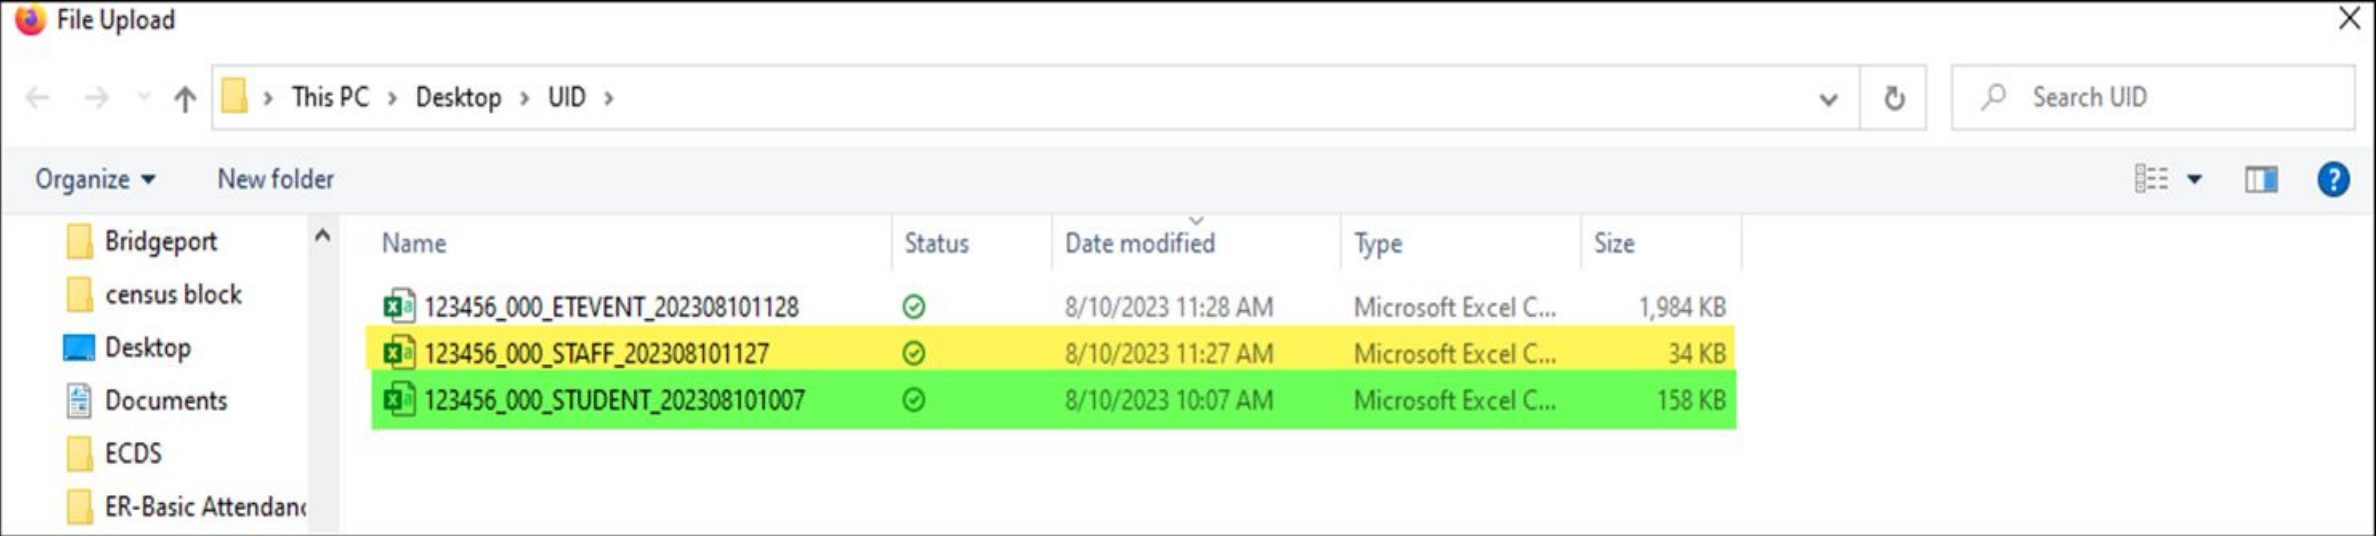 File Upload
This PC > Desktop > UID >
Search UID
Organize
New folder
Name Status Date modified Type Size
Bridgeport
census block
Desktop
Documents
ECDS
ER-Basic Attendanc
123456_000_ETEVENT_202308101128 8/10/2023 11:28 AM Microsoft Excel C... 1,984 KB
123456_000_STAFF_202308101127 8/10/2023 11:27 AM Microsoft Excel C... 34 KB
123456_000_STUDENT_202308101007 8/10/2023 10:07 AM Microsoft Excel C... 158 KB